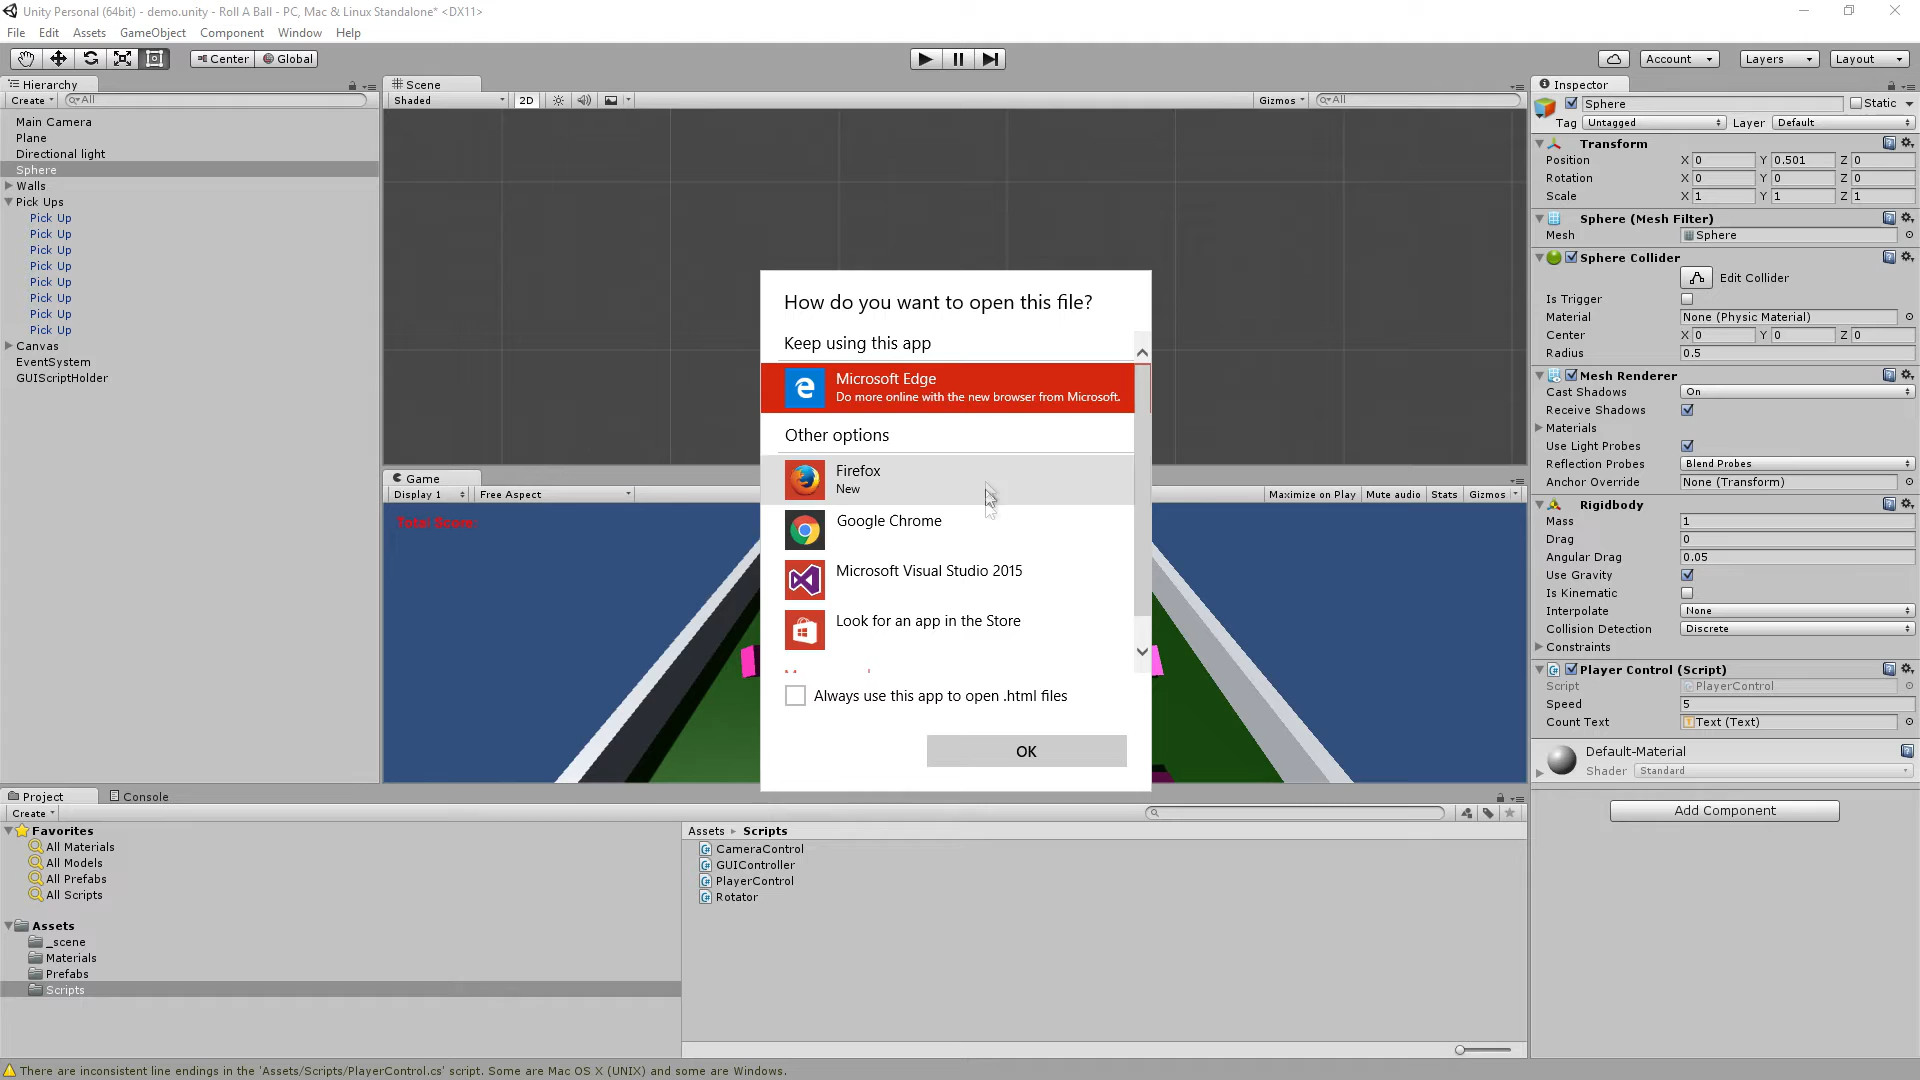 Unity Personal (64bit) - demo.unity - Roll A Ball - PC, Mac & Linux Standalone* <DX11>
File Edit Assets GameObject Component Window Help
Center Global
Account Layers Layout
Hierarchy
Create All
Main Camera
Plane
Directional light
Sphere
Walls
Pick Ups
Pick Up
Pick Up
Pick Up
Pick Up
Pick Up
Pick Up
Pick Up
Pick Up
Canvas
EventSystem
GUIScriptHolder
Scene
Shaded 2D Gizmos All
Game
Display 1 Free Aspect Maximize on Play Mute audio Stats Gizmos
Total Score:
How do you want to open this file?
Keep using this app
Microsoft Edge
Do more online with the new browser from Microsoft.
Other options
Firefox
New
Google Chrome
Microsoft Visual Studio 2015
Look for an app in the Store
Always use this app to open .html files
OK
Inspector
Sphere Static
Tag Untagged Layer Default
Transform
Position X 0 Y 0.501 Z 0
Rotation X 0 Y 0 Z 0
Scale X 1 Y 1 Z 1
Sphere (Mesh Filter)
Mesh Sphere
Sphere Collider
Edit Collider
Is Trigger
Material None (Physic Material)
Center X 0 Y 0 Z 0
Radius 0.5
Mesh Renderer
Cast Shadows On
Receive Shadows
Materials
Use Light Probes
Reflection Probes Blend Probes
Anchor Override None (Transform)
Rigidbody
Mass 1
Drag 0
Angular Drag 0.05
Use Gravity
Is Kinematic
Interpolate None
Collision Detection Discrete
Constraints
Player Control (Script)
Script PlayerControl
Speed 5
Count Text Text (Text)
Default-Material
Shader Standard
Add Component
Project Console
Create
Favorites
All Materials
All Models
All Prefabs
All Scripts
Assets
_scene
Materials
Prefabs
Scripts
Assets Scripts
CameraControl
GUIController
PlayerControl
Rotator
There are inconsistent line endings in the 'Assets/Scripts/PlayerControl.cs' script. Some are Mac OS X (UNIX) and some are Windows.